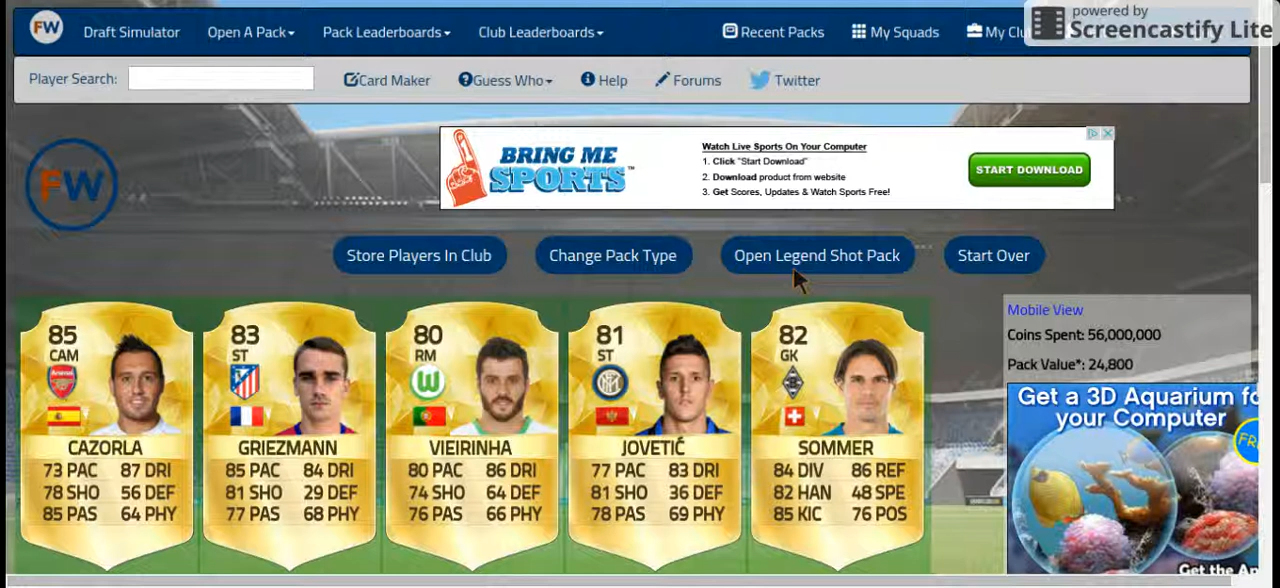 powered by
Screencastify Lite
FW
Draft Simulator
Open A Pack
Pack Leaderboards
Club Leaderboards
Recent Packs
My Squads
My
Player Search:
Card Maker
Guess Who
Help
Forums
Twitter
FW
BRING ME
SPORTS™
Watch Live Sports On Your Computer
1. Click "Start Download"
2. Download product from website
3. Get Scores, Updates & Watch Sports Free!
START DOWNLOAD
Store Players In Club
Change Pack Type
Open Legend Shot Pack
Start Over
85
CAM
CAZORLA
73 PAC 87 DRI
78 SHO 56 DEF
85 PAS 64 PHY
83
ST
GRIEZMANN
85 PAC 84 DRI
81 SHO 29 DEF
77 PAS 68 PHY
80
RM
VIEIRINHA
80 PAC 86 DRI
74 SHO 64 DEF
76 PAS 66 PHY
81
ST
JOVETIĆ
77 PAC 83 DRI
81 SHO 36 DEF
78 PAS 69 PHY
82
GK
SOMMER
84 DIV 86 REF
82 HAN 48 SPE
85 KIC 76 POS
Mobile View
Coins Spent: 56,000,000
Pack Value*: 24,800
Get a 3D Aquarium fo
your Computer
FR
Get the Ap